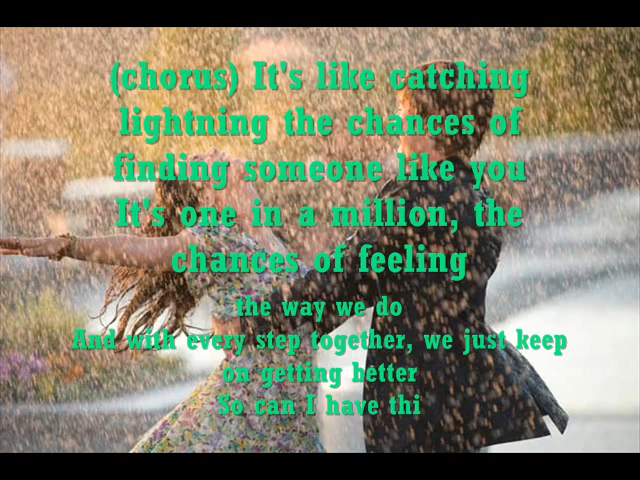 (chorus) It's like catching
lightning the chances of
finding someone like you
It's one in a million, the
chances of feeling
the way we do
And with every step together, we just keep
on getting better
So can I have thi